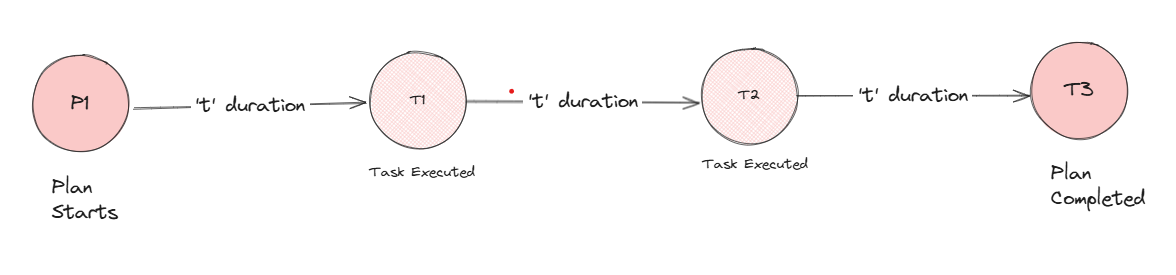 P1
't' duration
T1
't' duration
T2
't' duration
T3
Plan
Starts
Task Executed
Task Executed
Plan
Completed